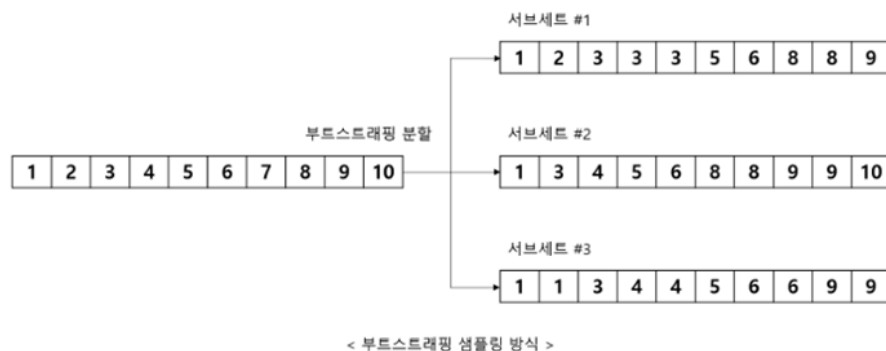 서브세트 #1
1 2 3 3 3 5 6 8 8 9
부트스트래핑 분할
서브세트 #2
1 2 3 4 5 6 7 8 9 10
1 3 4 5 6 8 8 9 9 10
서브세트 #3
1 1 3 4 4 5 6 6 9 9
< 부트스트래핑 샘플링 방식 >